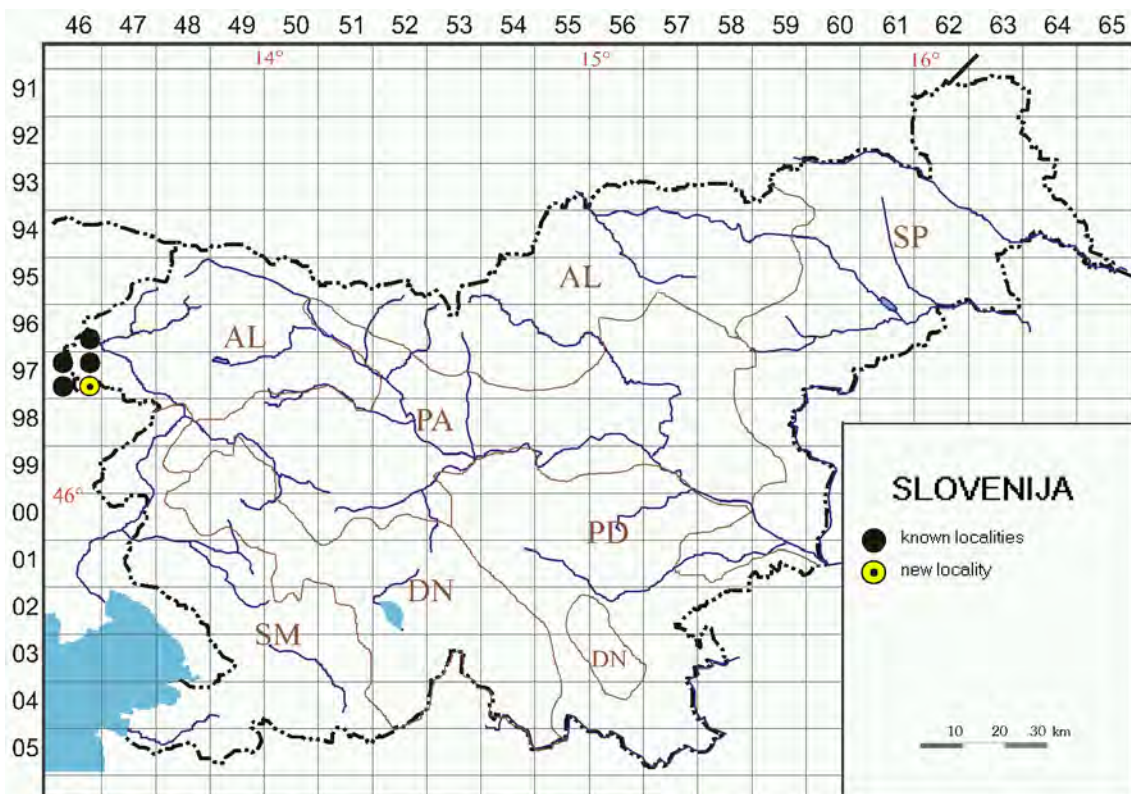 46 47 48 49 50 51 52 53 54 55 56 57 58 59 60 61 62 63 64 65
14° 15° 16°
91
92
93
94 SP
95 AL
96 AL
97
98 PA
99
46° SLOVENIJA
00
known localities
PD
01
new locality
DN
02
SM
03 DN
04
05 10 20 30 km